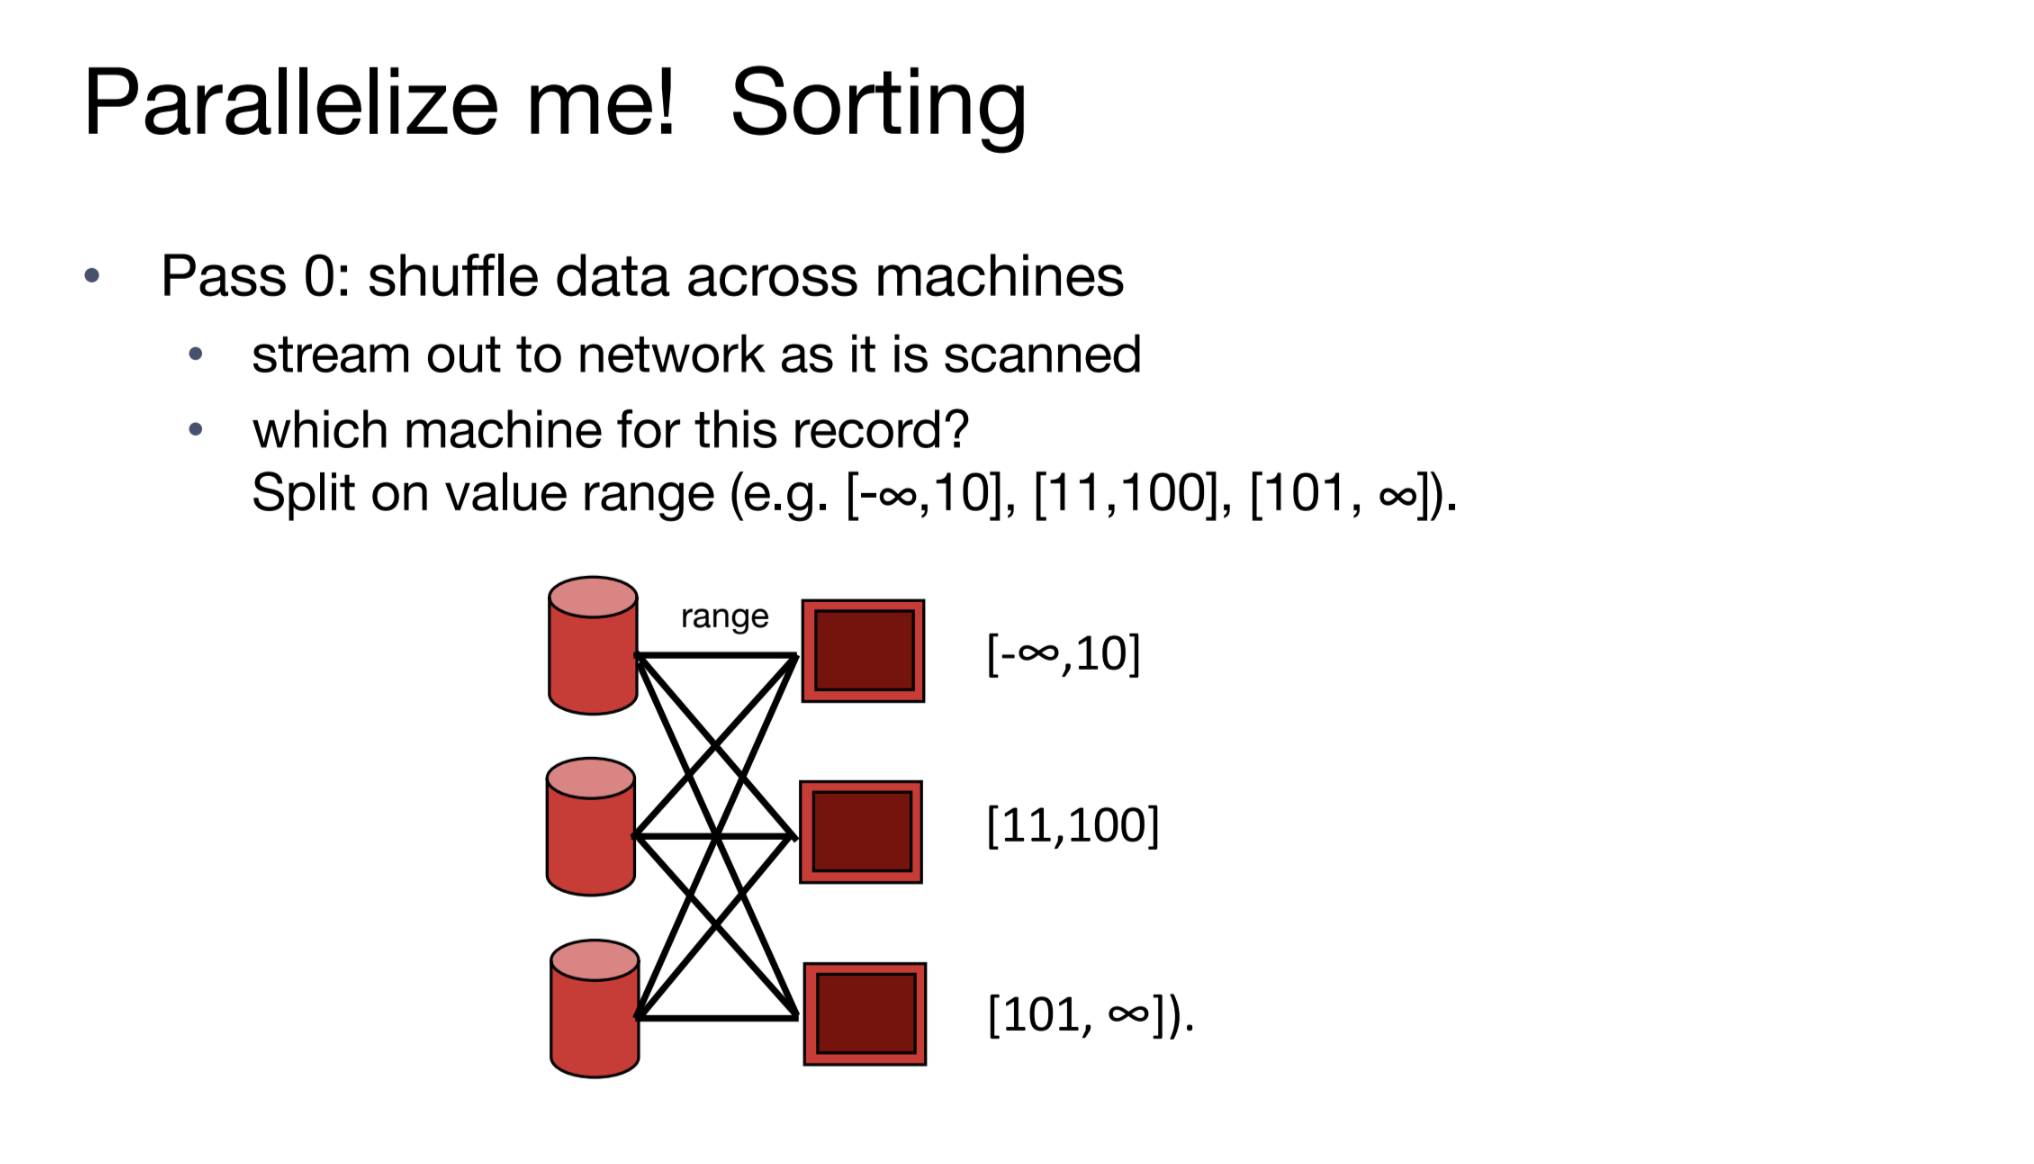 Parallelize me!  Sorting
• Pass 0: shuffle data across machines
• stream out to network as it is scanned
• which machine for this record?
Split on value range (e.g. [-∞,10], [11,100], [101, ∞]).
range
[-∞,10]
[11,100]
[101, ∞]).